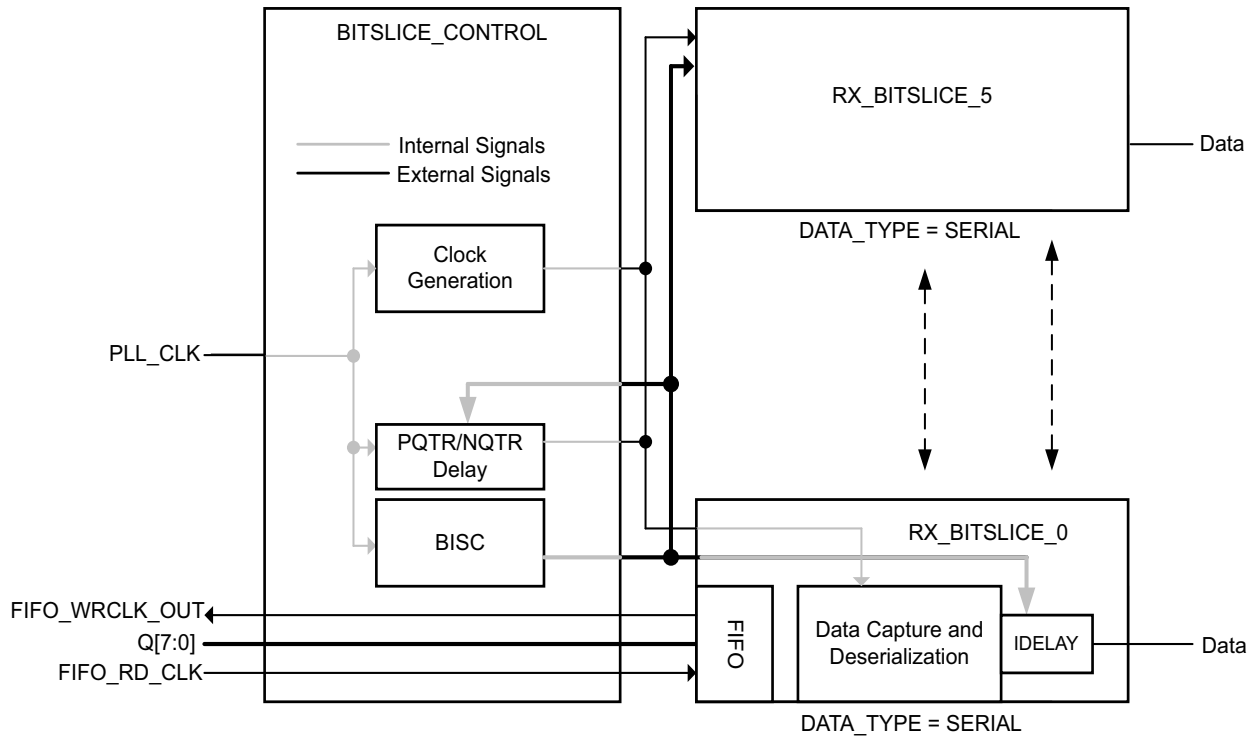 BITSLICE_CONTROL
Internal Signals
External Signals
Clock
Generation
PLL_CLK
PQTR/NQTR
Delay
BISC
FIFO_WRCLK_OUT
Q[7:0]
FIFO_RD_CLK
RX_BITSLICE_5
Data
DATA_TYPE = SERIAL
RX_BITSLICE_0
FIFO
Data Capture and
Deserialization
IDELAY
Data
DATA_TYPE = SERIAL